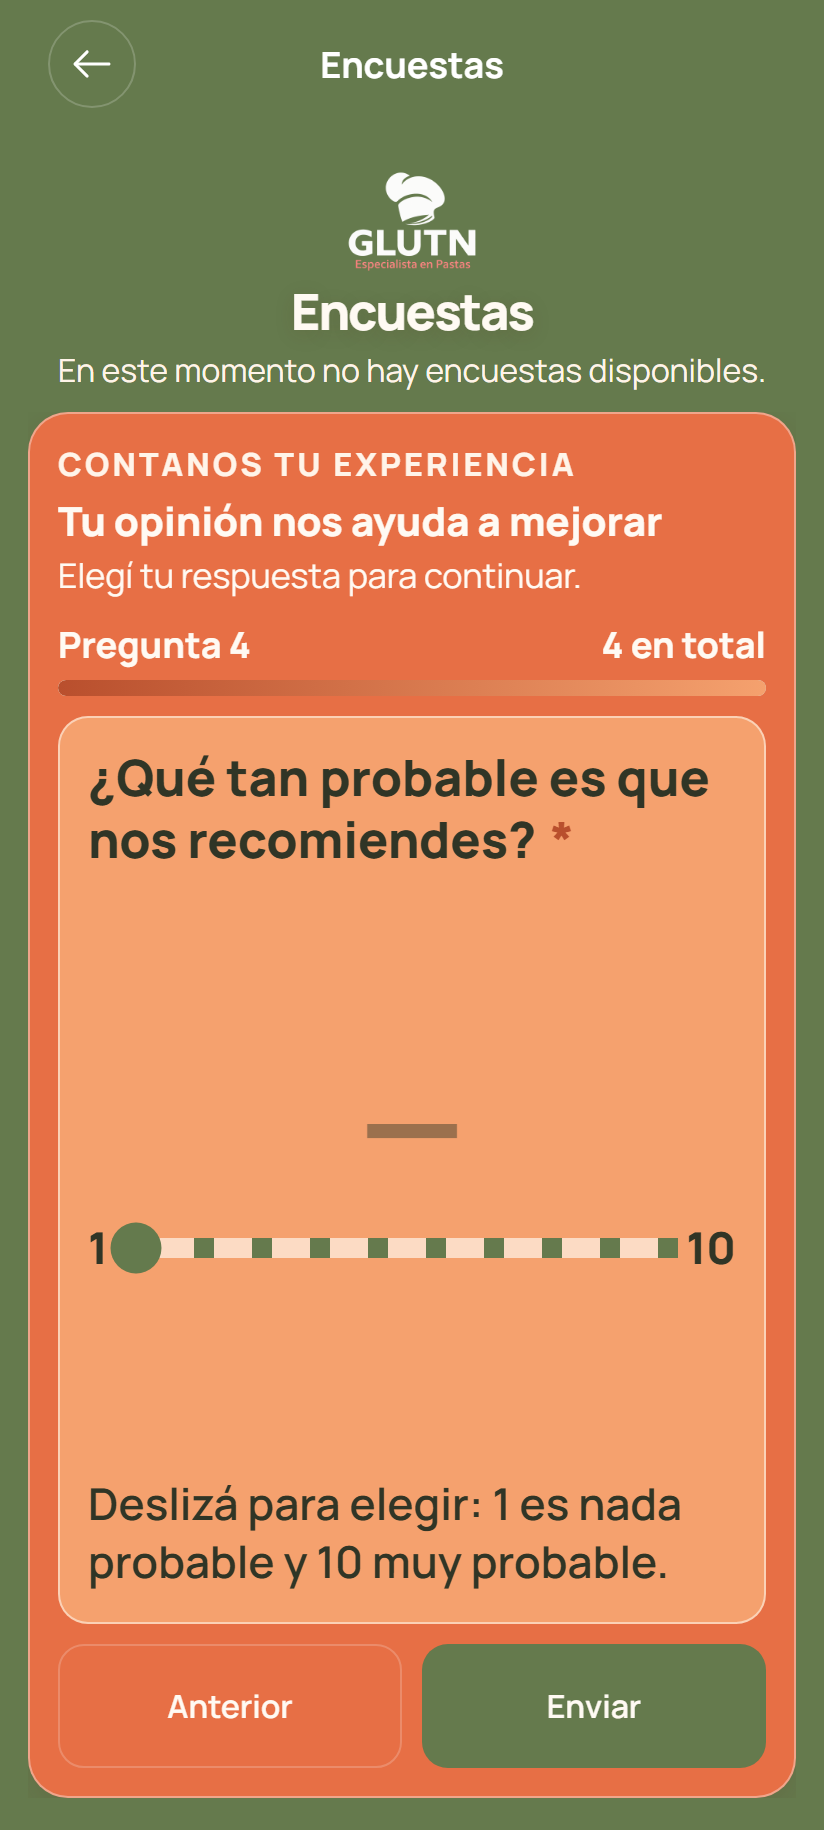 Encuestas
GLUTN
Especialista en Pastas
Encuestas
En este momento no hay encuestas disponibles.
CONTANOS TU EXPERIENCIA
Tu opinión nos ayuda a mejorar
Elegí tu respuesta para continuar.
Pregunta 4
4 en total
¿Qué tan probable es que
nos recomiendes? *
—
1
10
Deslizá para elegir: 1 es nada
probable y 10 muy probable.
Anterior
Enviar